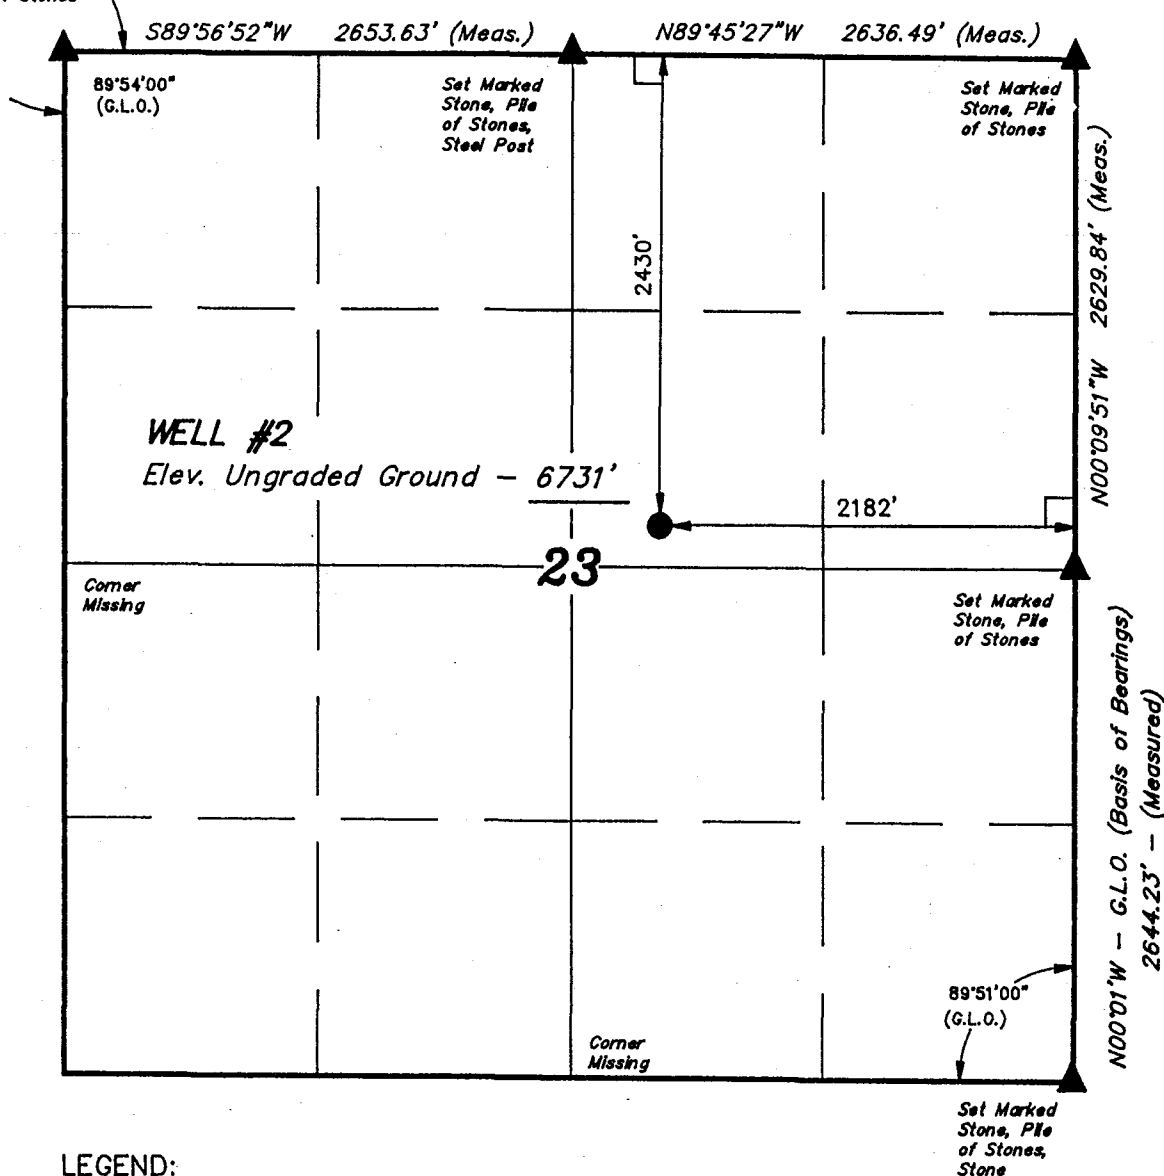 S89°56'52"W 2653.63' (Meas.)
N89°45'27"W 2636.49' (Meas.)
89°54'00"
(G.L.O.)
Set Marked
Stone, Pile
of Stones,
Steel Post
Set Marked
Stone, Pile
of Stones
N00°09'51"W 2629.84' (Meas.)
2430'
WELL #2
Elev. Ungraded Ground – 6731'
2182'
23
Corner
Missing
Set Marked
Stone, Pile
of Stones
N00°01'W – G.L.O. (Basis of Bearings)
2644.23' – (Measured)
89°51'00"
(G.L.O.)
Corner
Missing
Set Marked
Stone, Pile
of Stones,
Stone
LEGEND: